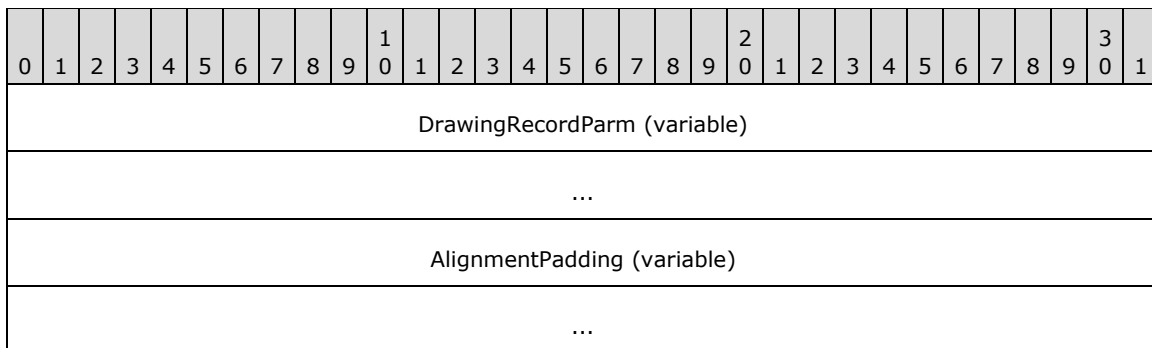 1 2 3
0 1 2 3 4 5 6 7 8 9 0 1 2 3 4 5 6 7 8 9 0 1 2 3 4 5 6 7 8 9 0 1
DrawingRecordParm (variable)
...
AlignmentPadding (variable)
...